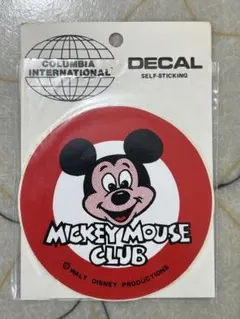 COLUMBIA
INTERNATIONAL
DECAL
SELF-STICKING
MICKEY MOUSE
CLUB
© WALT DISNEY PRODUCTIONS